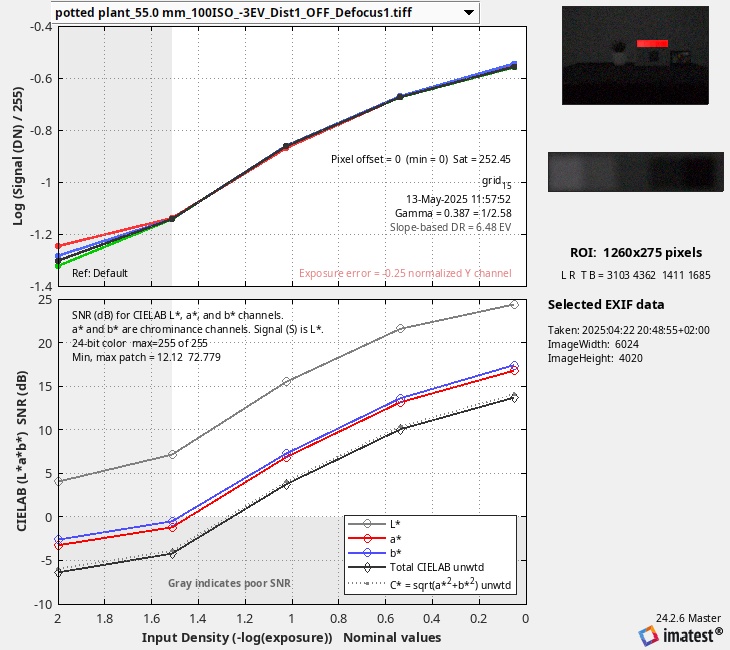 potted plant_55.0 mm_100ISO_-3EV_Dist1_OFF_Defocus1.tiff
-0.4
-0.6
-0.8
-1
-1.2
-1.4
Log (Signal (DN) / 255)
Pixel offset = 0 (min = 0) Sat = 252.45
grid15
13-May-2025 11:57:52
Gamma = 0.387 = 1/2.58
Slope-based DR = 6.48 EV
Ref: Default
Exposure error = -0.25 normalized Y channel
ROI: 1260x275 pixels
L R T B = 3103 4362 1411 1685
Selected EXIF data
Taken: 2025:04:22 20:48:55+02:00
ImageWidth: 6024
ImageHeight: 4020
25
20
15
10
5
0
-5
-10
CIELAB (L*a*b*) SNR (dB)
SNR (dB) for CIELAB L*, a*, and b* channels.
a* and b* are chrominance channels. Signal (S) is L*.
24-bit color max=255 of 255
Min, max patch = 12.12 72.779
L*
a*
b*
Total CIELAB unwtd
C* = sqrt(a*2+b*2) unwtd
Gray indicates poor SNR
2 1.8 1.6 1.4 1.2 1 0.8 0.6 0.4 0.2 0
Input Density (-log(exposure)) Nominal values
24.2.6 Master
imatest®